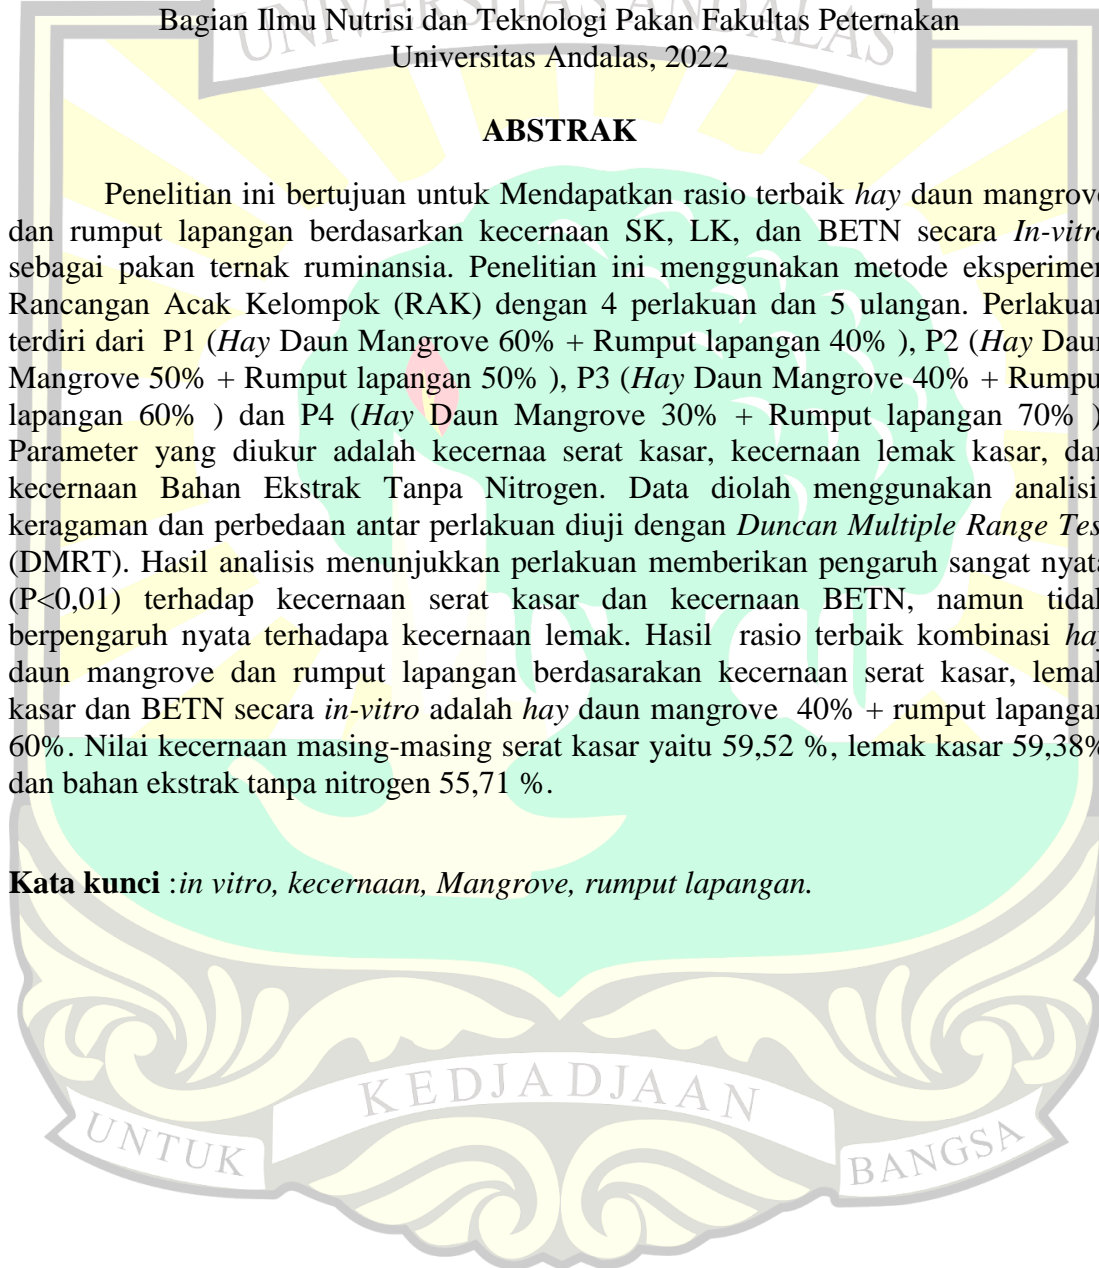 UNIVERSITAS ANDALAS
Bagian Ilmu Nutrisi dan Teknologi Pakan Fakultas Peternakan
Universitas Andalas, 2022
ABSTRAK
Penelitian ini bertujuan untuk Mendapatkan rasio terbaik hay daun mangrove
dan rumput lapangan berdasarkan kecernaan SK, LK, dan BETN secara In-vitro
sebagai pakan ternak ruminansia. Penelitian ini menggunakan metode eksperimen
Rancangan Acak Kelompok (RAK) dengan 4 perlakuan dan 5 ulangan. Perlakuan
terdiri dari P1 (Hay Daun Mangrove 60% + Rumput lapangan 40% ), P2 (Hay Daun
Mangrove 50% + Rumput lapangan 50% ), P3 (Hay Daun Mangrove 40% + Rumput
lapangan 60% ) dan P4 (Hay Daun Mangrove 30% + Rumput lapangan 70% )
Parameter yang diukur adalah kecernaa serat kasar, kecernaan lemak kasar, dan
kecernaan Bahan Ekstrak Tanpa Nitrogen. Data diolah menggunakan analisi
keragaman dan perbedaan antar perlakuan diuji dengan Duncan Multiple Range Tes
(DMRT). Hasil analisis menunjukkan perlakuan memberikan pengaruh sangat nyata
(P<0,01) terhadap kecernaan serat kasar dan kecernaan BETN, namun tidak
berpengaruh nyata terhadapa kecernaan lemak. Hasil rasio terbaik kombinasi hay
daun mangrove dan rumput lapangan berdasarakan kecernaan serat kasar, lemak
kasar dan BETN secara in-vitro adalah hay daun mangrove 40% + rumput lapangan
60%. Nilai kecernaan masing-masing serat kasar yaitu 59,52 %, lemak kasar 59,38%
dan bahan ekstrak tanpa nitrogen 55,71 %.
Kata kunci :in vitro, kecernaan, Mangrove, rumput lapangan.
UNTUK KEDJADJAAN BANGSA